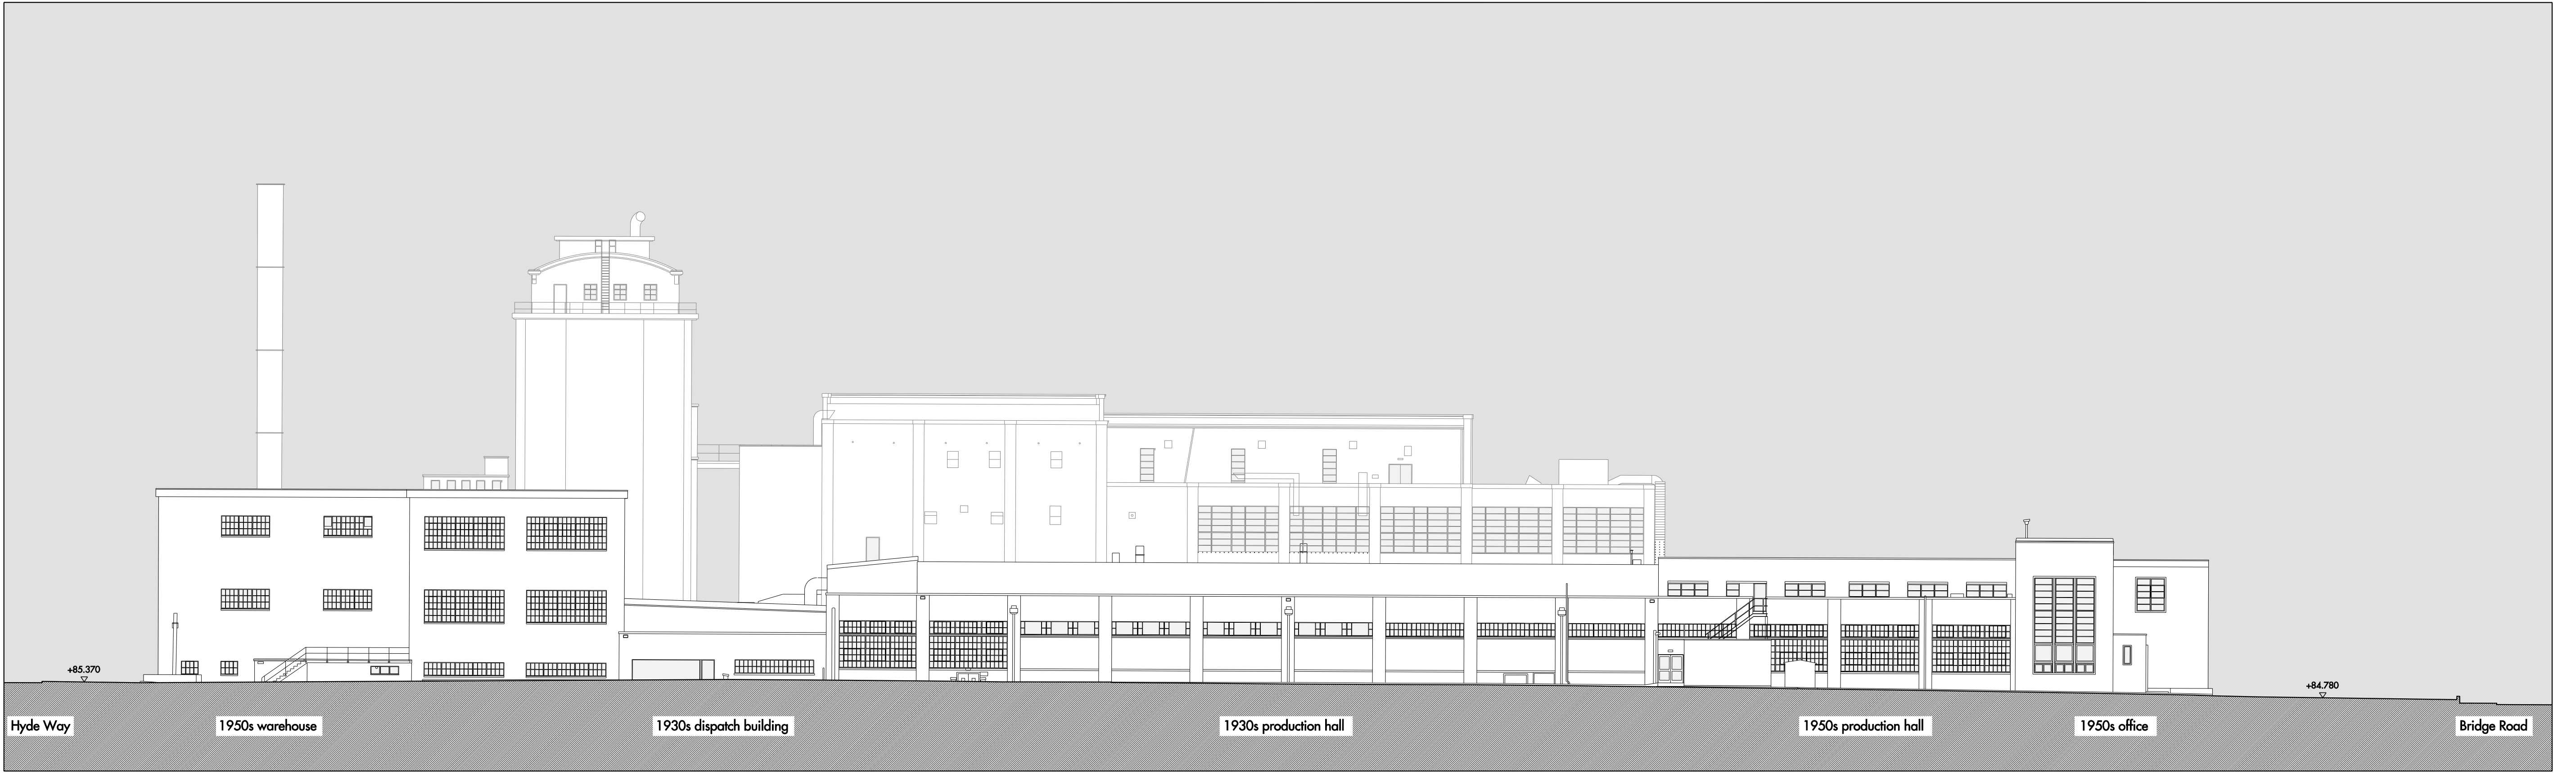 +85.370
+84.780
Hyde Way
1950s warehouse
1930s dispatch building
1930s production hall
1950s production hall
1950s office
Bridge Road